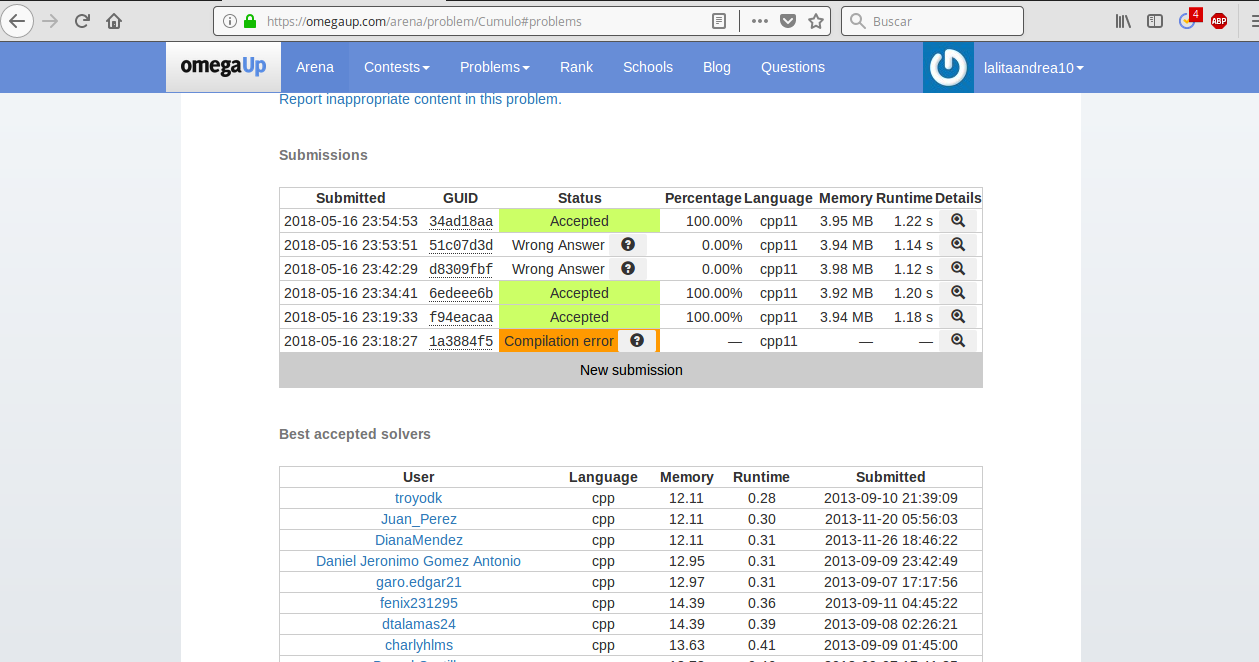 https://omegaup.com/arena/problem/Cumulo#problems
Buscar
4
ABP
omegaUp Arena Contests Problems Rank Schools Blog Questions lalitaandrea10
Report inappropriate content in this problem.
Submissions
Submitted GUID Status Percentage Language Memory Runtime Details
2018-05-16 23:54:53 34ad18aa Accepted 100.00% cpp11 3.95 MB 1.22 s
2018-05-16 23:53:51 51c07d3d Wrong Answer ? 0.00% cpp11 3.94 MB 1.14 s
2018-05-16 23:42:29 d8309fbf Wrong Answer ? 0.00% cpp11 3.98 MB 1.12 s
2018-05-16 23:34:41 6edeee6b Accepted 100.00% cpp11 3.92 MB 1.20 s
2018-05-16 23:19:33 f94eacaa Accepted 100.00% cpp11 3.94 MB 1.18 s
2018-05-16 23:18:27 1a3884f5 Compilation error ? — cpp11 — —
New submission
Best accepted solvers
User Language Memory Runtime Submitted
troyodk cpp 12.11 0.28 2013-09-10 21:39:09
Juan_Perez cpp 12.11 0.30 2013-11-20 05:56:03
DianaMendez cpp 12.11 0.31 2013-11-26 18:46:22
Daniel Jeronimo Gomez Antonio cpp 12.95 0.31 2013-09-09 23:42:49
garo.edgar21 cpp 12.97 0.31 2013-09-07 17:17:56
fenix231295 cpp 14.39 0.36 2013-09-11 04:45:22
dtalamas24 cpp 14.39 0.39 2013-09-08 02:26:21
charlyhlms cpp 13.63 0.41 2013-09-09 01:45:00